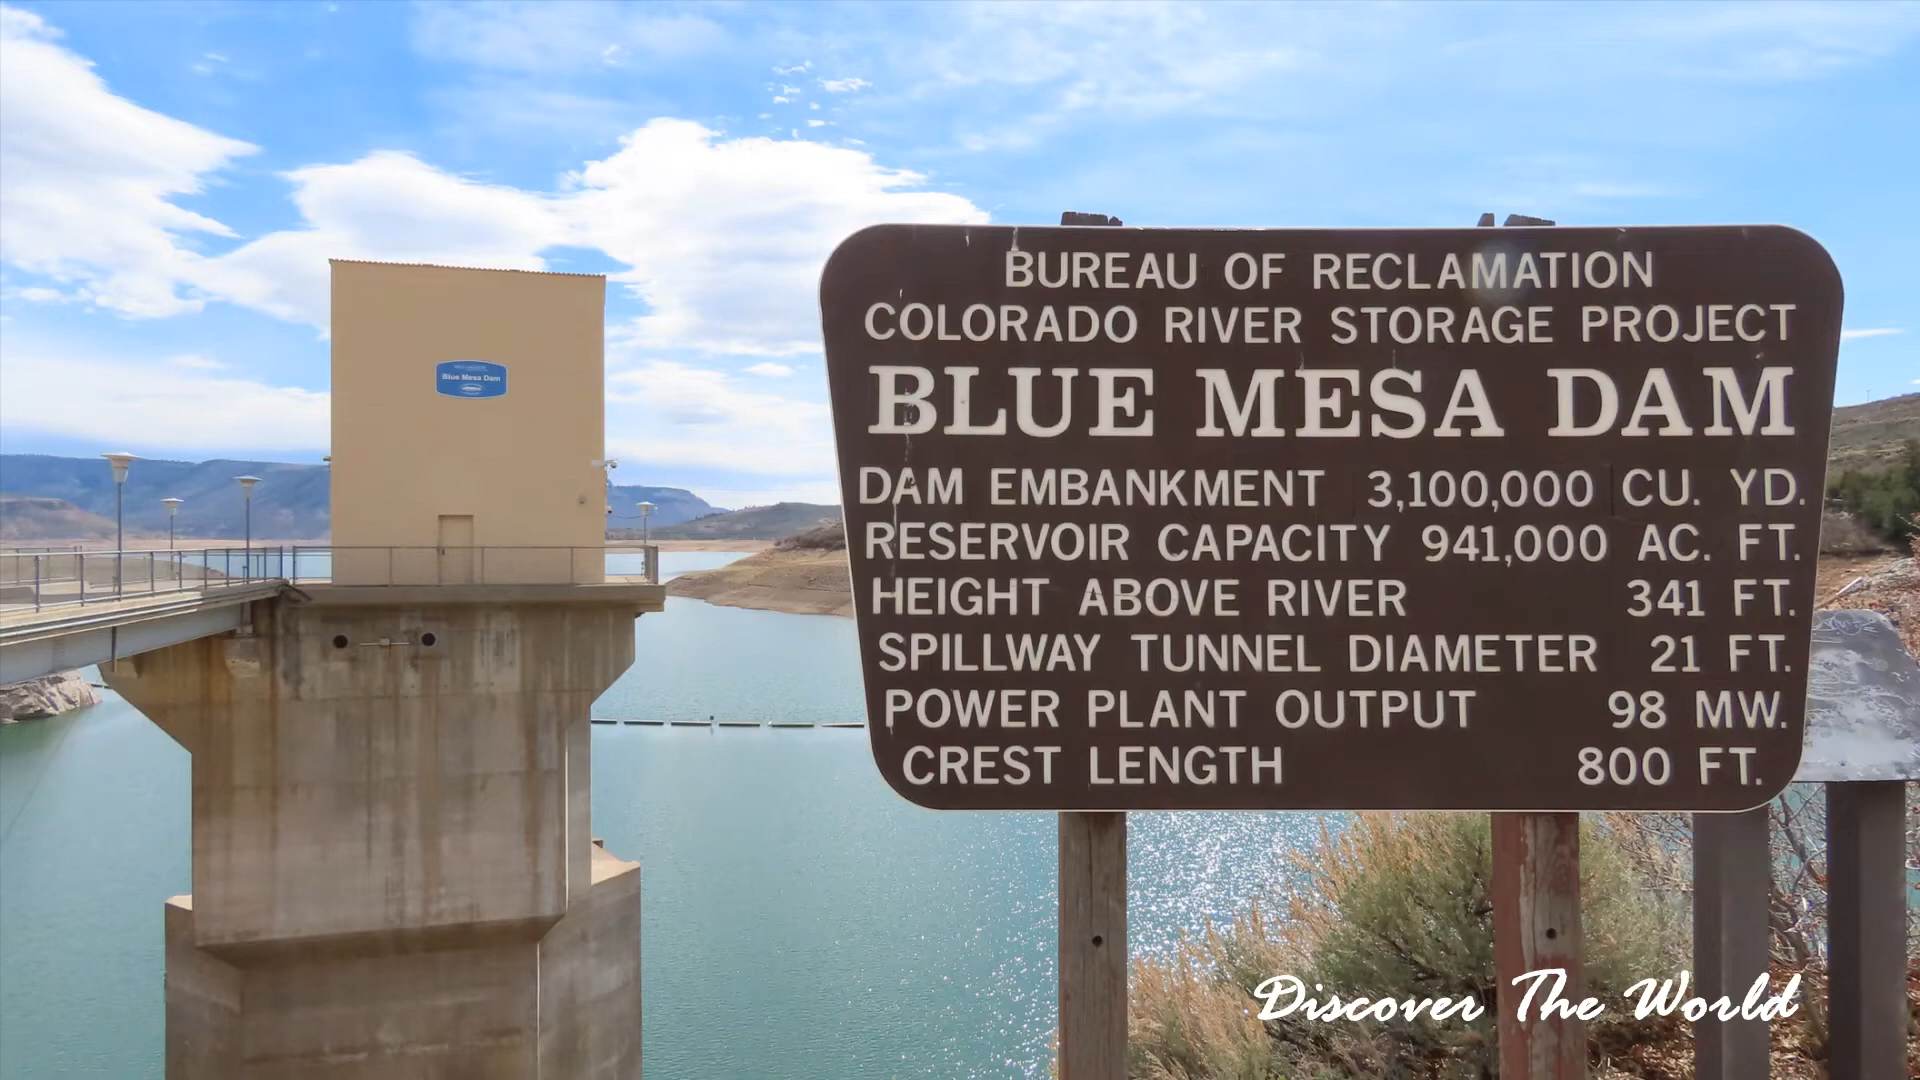 BUREAU OF RECLAMATION
COLORADO RIVER STORAGE PROJECT
BLUE MESA DAM
DAM EMBANKMENT 3,100,000 CU. YD.
RESERVOIR CAPACITY 941,000 AC. FT.
HEIGHT ABOVE RIVER 341 FT.
SPILLWAY TUNNEL DIAMETER 21 FT.
POWER PLANT OUTPUT 98 MW.
CREST LENGTH 800 FT.
Blue Mesa Dam
Discover The World